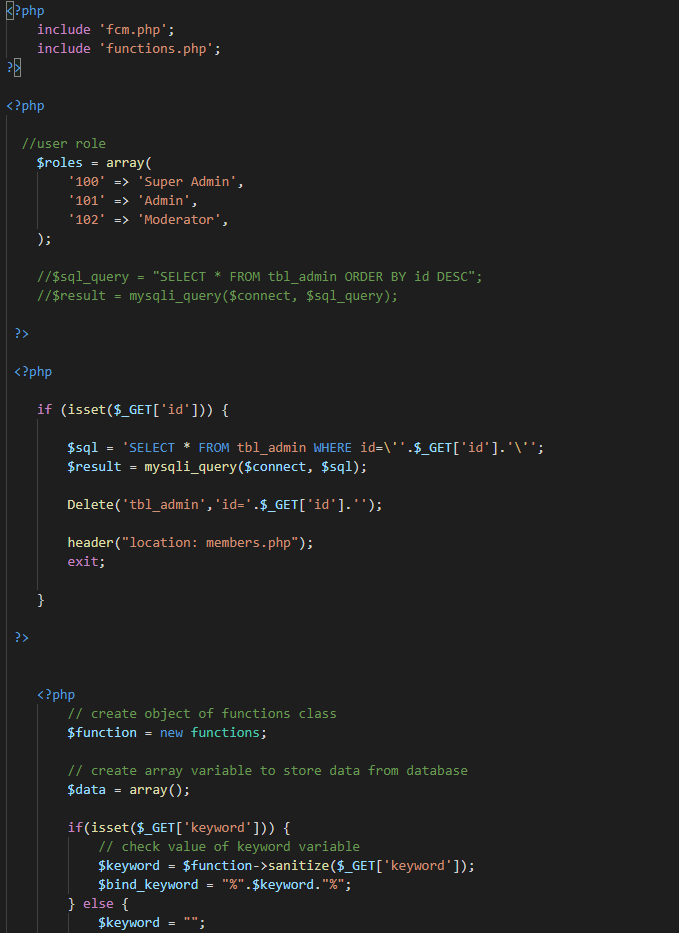 <?php
include 'fcm.php';
include 'functions.php';
?>
<?php
//user role
$roles = array(
'100' => 'Super Admin',
'101' => 'Admin',
'102' => 'Moderator',
);
//$sql_query = "SELECT * FROM tbl_admin ORDER BY id DESC";
//$result = mysqli_query($connect, $sql_query);
?>
<?php
if (isset($_GET['id'])) {
$sql = 'SELECT * FROM tbl_admin WHERE id=\''.$_GET['id'].'\'';
$result = mysqli_query($connect, $sql);
Delete('tbl_admin','id='.$_GET['id'].'');
header("location: members.php");
exit;
}
?>
<?php
// create object of functions class
$function = new functions;
// create array variable to store data from database
$data = array();
if(isset($_GET['keyword'])) {
// check value of keyword variable
$keyword = $function->sanitize($_GET['keyword']);
$bind_keyword = "%".$keyword."%";
} else {
$keyword = "";